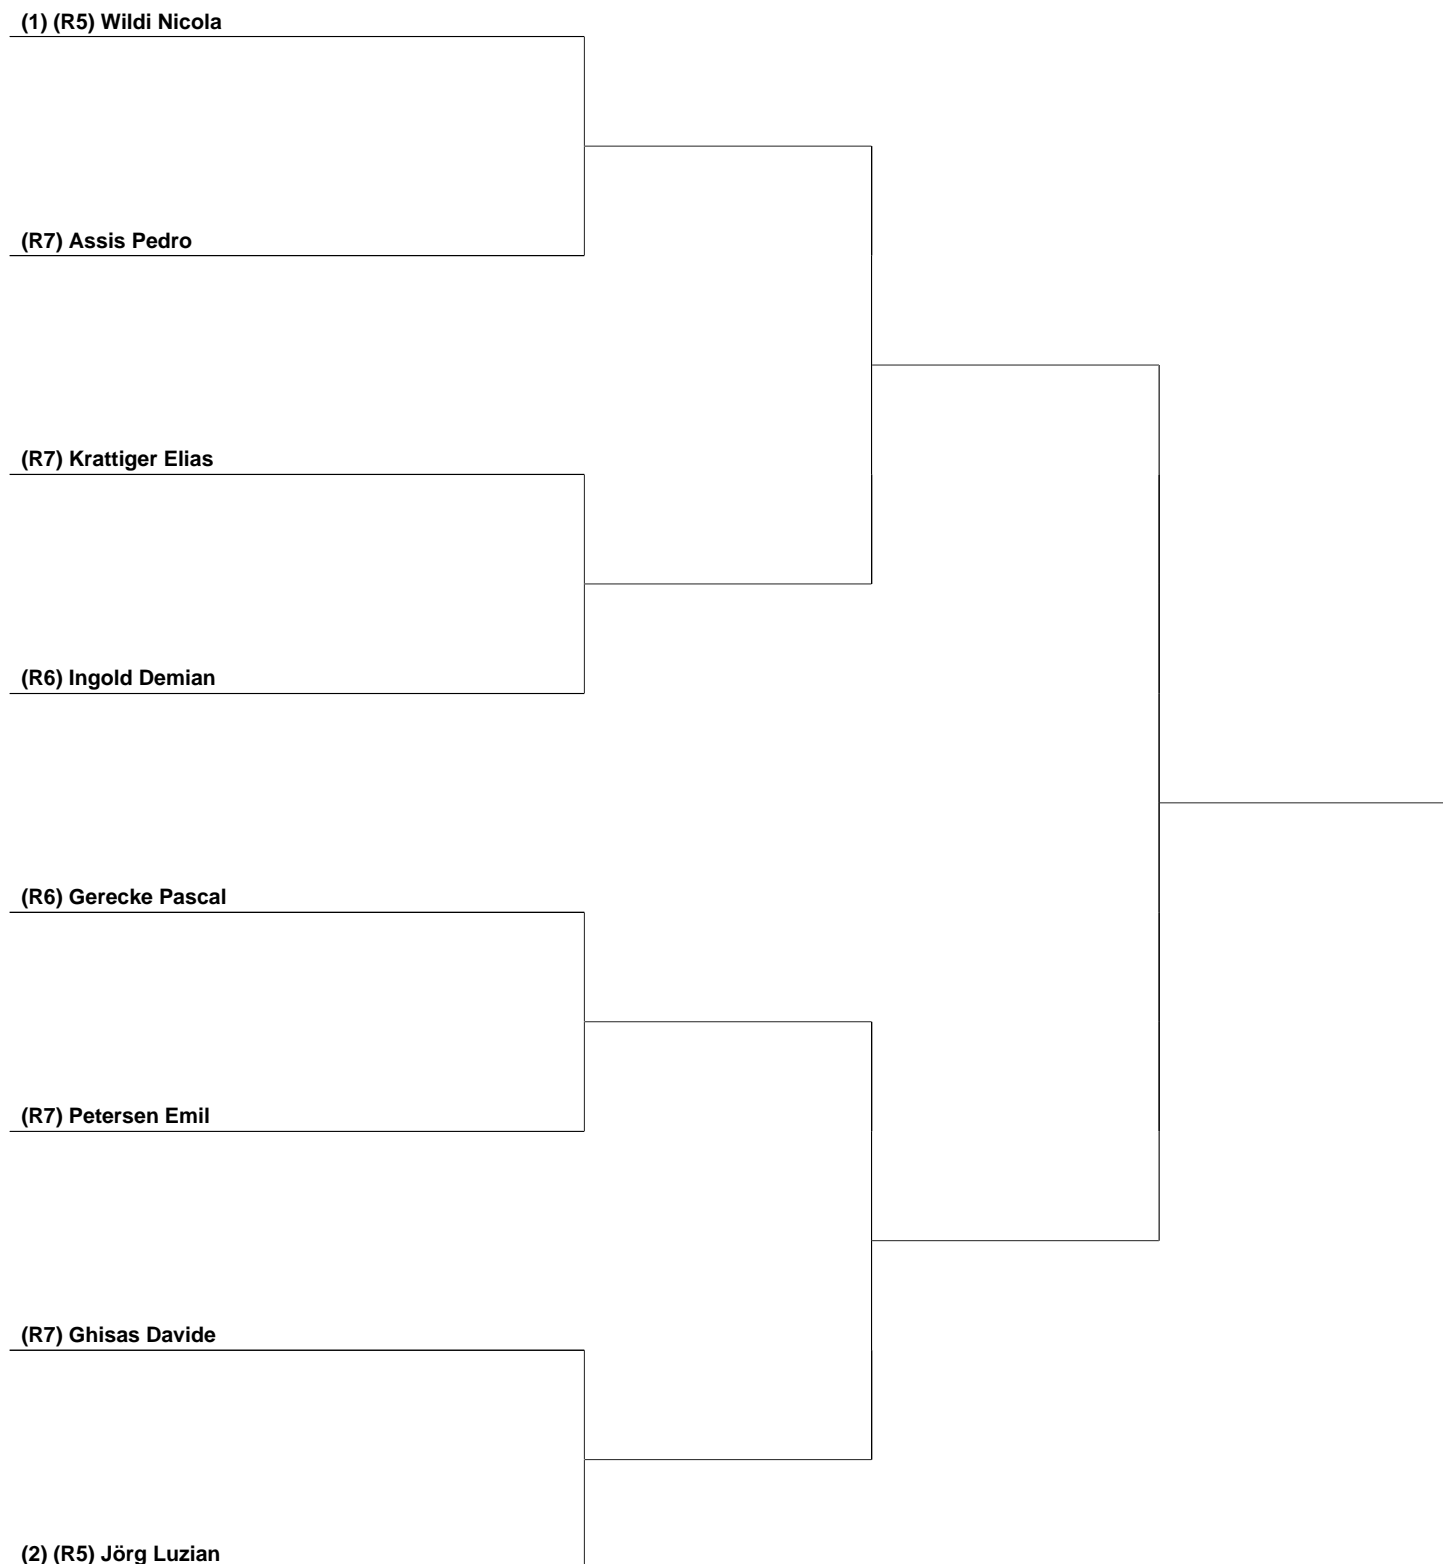 (1) (R5) Wildi Nicola
(R7) Assis Pedro
(R7) Krattiger Elias
(R6) Ingold Demian
(R6) Gerecke Pascal
(R7) Petersen Emil
(R7) Ghisas Davide
(2) (R5) Jörg Luzian